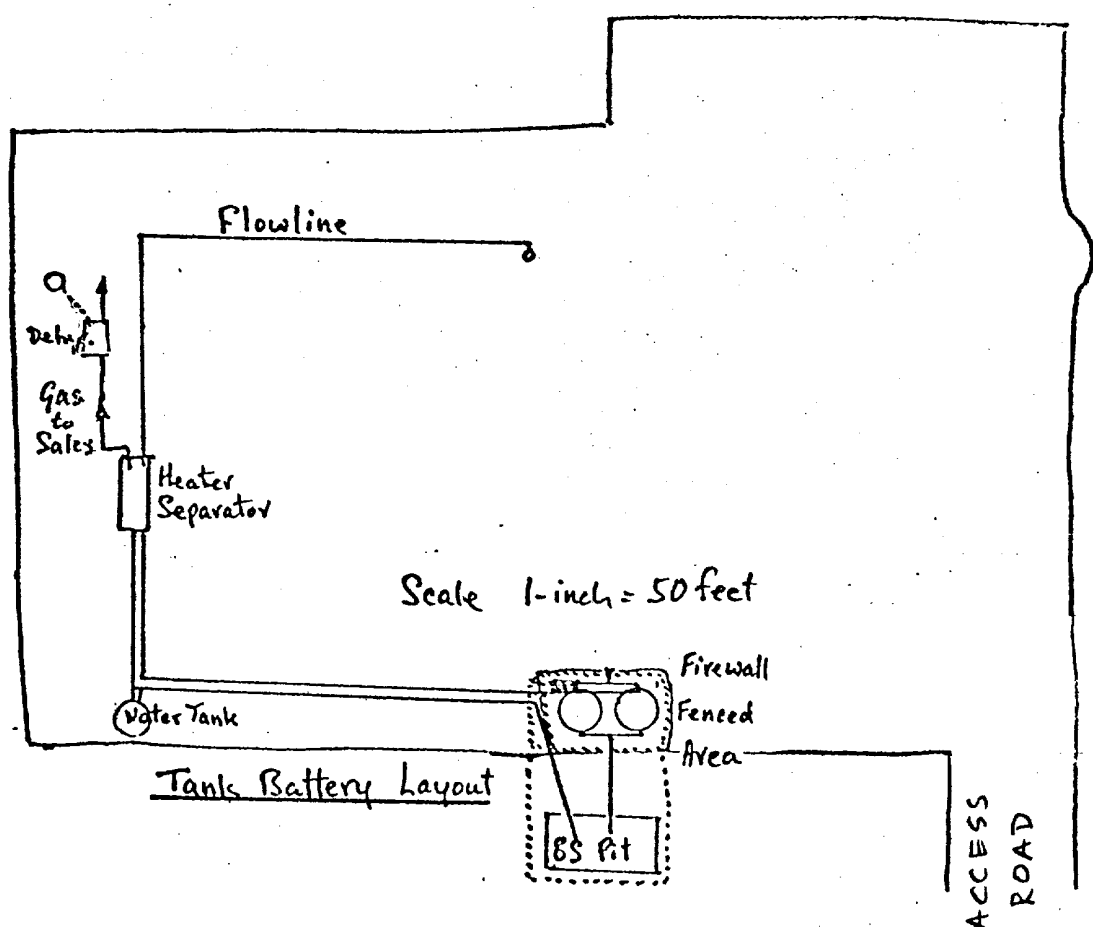 Flowline
Dehy.
Gas
to
Sales
Heater
Separator
Scale 1-inch = 50 feet
Firewall
Fenced
Area
Water Tank
Tank Battery Layout
BS Pit
ACCESS
ROAD